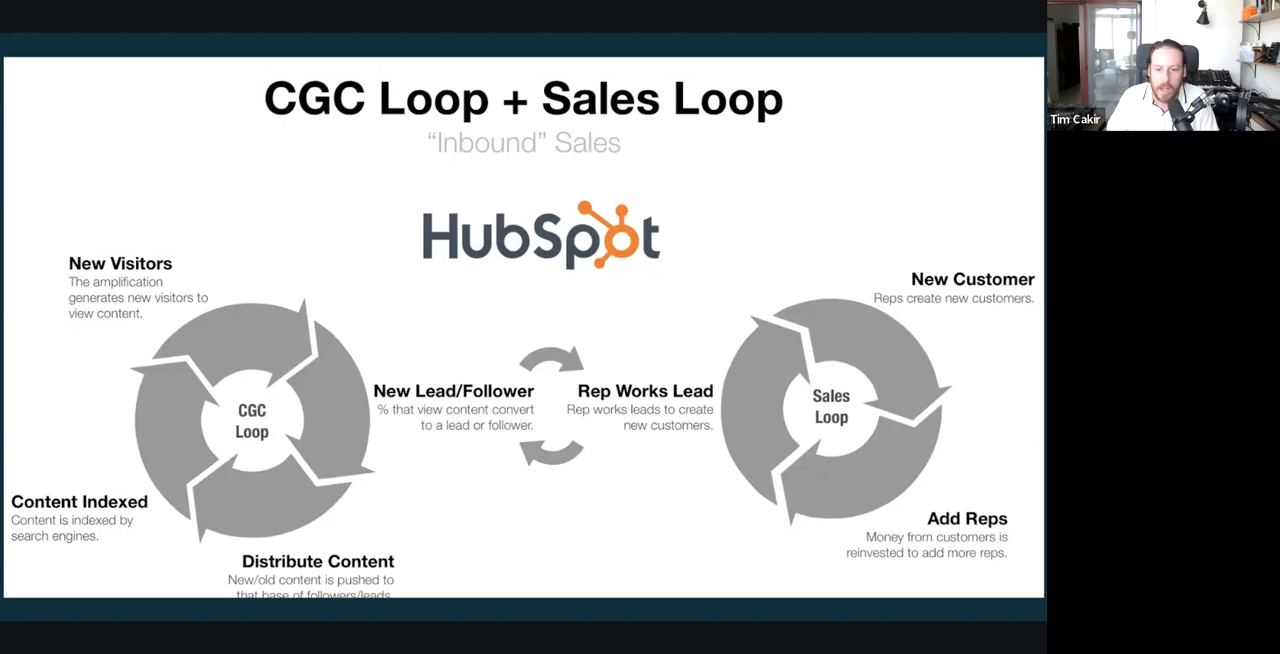 CGC Loop + Sales Loop
“Inbound” Sales
HubSpot
New Visitors
The amplification
generates new visitors to
view content.
CGC
Loop
New Lead/Follower
% that view content convert
to a lead or follower.
Content Indexed
Content is indexed by
search engines.
Distribute Content
New/old content is pushed to
that base of followers/leads.
Rep Works Lead
Rep works leads to create
new customers.
Sales
Loop
New Customer
Reps create new customers.
Add Reps
Money from customers is
reinvested to add more reps.
Tim Cakir